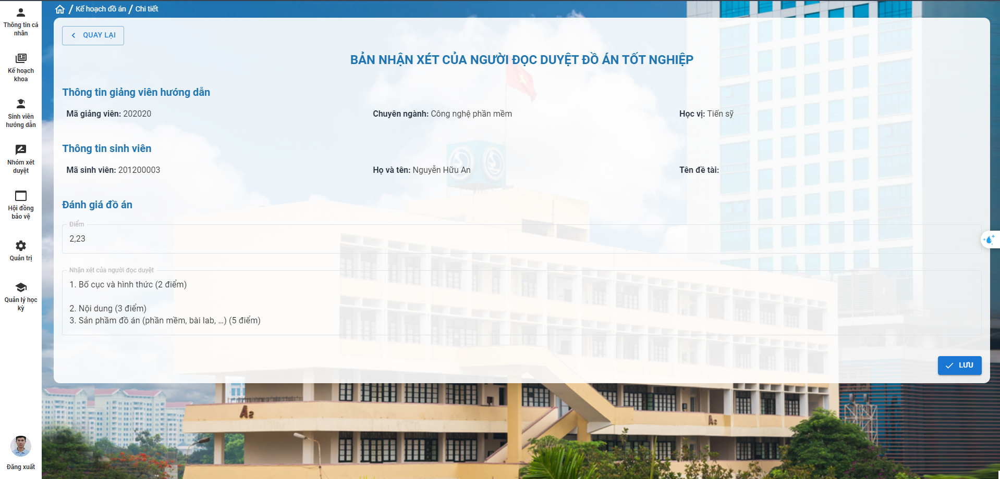 Kế hoạch đồ án / Chi tiết
Thông tin cá
nhân
Kế hoạch
khoa
Sinh viên
hướng dẫn
Nhóm xét
duyệt
Hội đồng
bảo vệ
Quản trị
Quản lý học
kỳ
Đăng xuất
QUAY LẠI
BẢN NHẬN XÉT CỦA NGƯỜI ĐỌC DUYỆT ĐỒ ÁN TỐT NGHIỆP
Thông tin giảng viên hướng dẫn
Mã giảng viên: 202020 Chuyên ngành: Công nghệ phần mềm Học vị: Tiến sỹ
Thông tin sinh viên
Mã sinh viên: 201200003 Họ và tên: Nguyễn Hữu An Tên đề tài:
Đánh giá đồ án
Điểm
2,23
Nhận xét của người đọc duyệt
1. Bố cục và hình thức (2 điểm)
2. Nội dung (3 điểm)
3. Sản phầm đồ án (phần mềm, bài lab, ...) (5 điểm)
LƯU
A2
A2